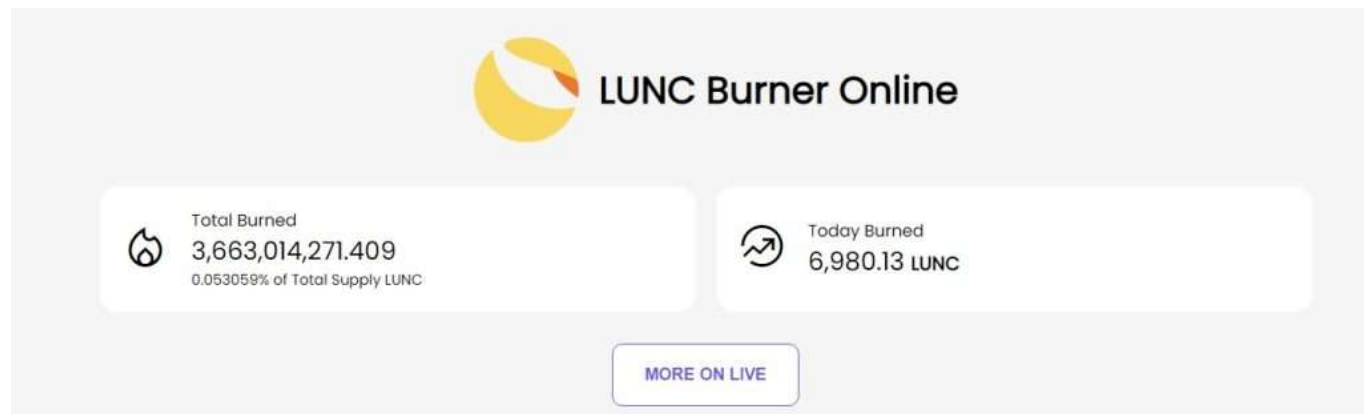 LUNC Burner Online
Total Burned
3,663,014,271.409
0.053059% of Total Supply LUNC
Today Burned
6,980.13 LUNC
MORE ON LIVE